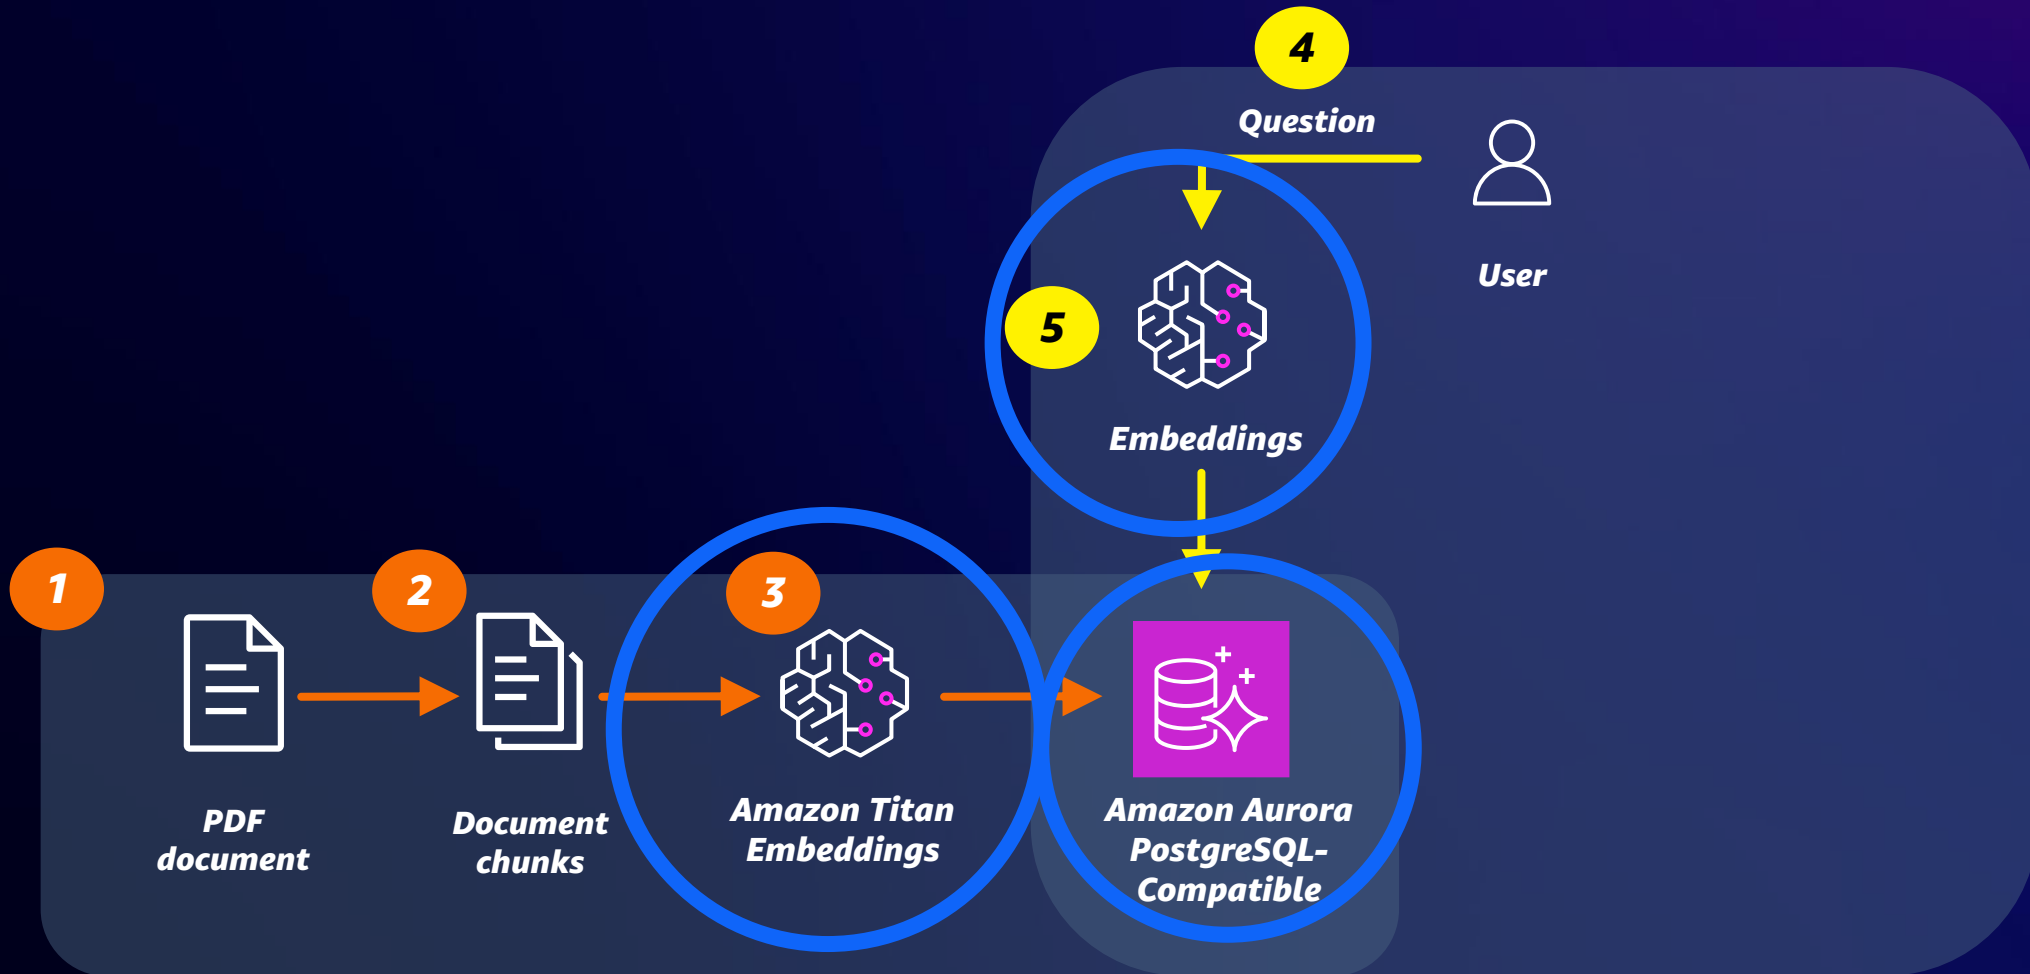 4
Question
User
5
Embeddings
1
2
3
PDF
document
Document
chunks
Amazon Titan
Embeddings
Amazon Aurora
PostgreSQL-
Compatible